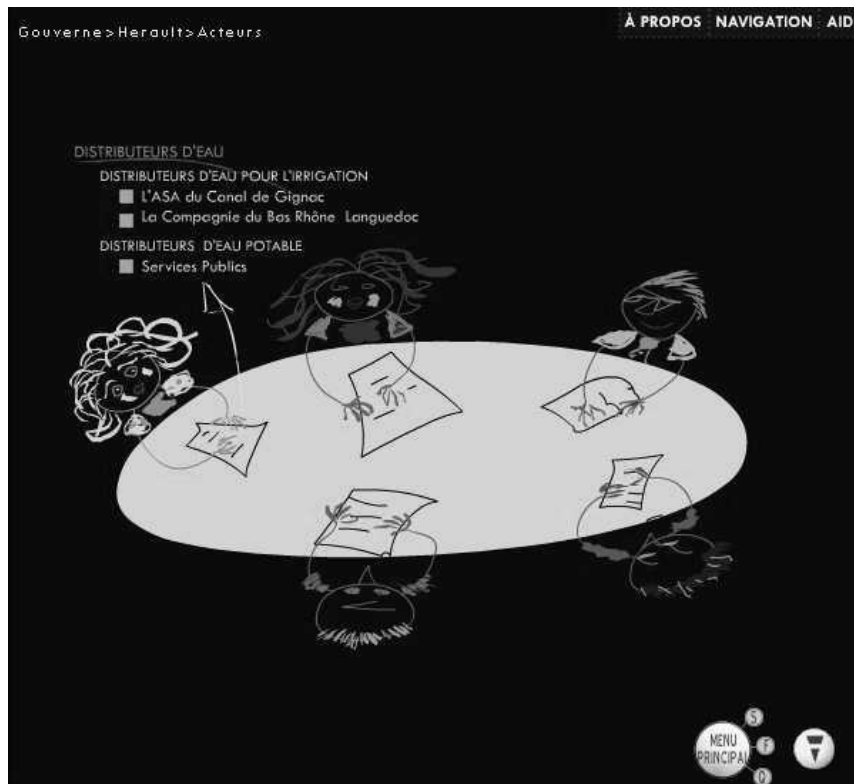 Gouverne>Herault>Acteurs
À PROPOS NAVIGATION AID
DISTRIBUTEURS D'EAU
DISTRIBUTEURS D'EAU POUR L'IRRIGATION
L'ASA du Canal de Gignac
La Compagnie du Bas Rhône Languedoc
DISTRIBUTEURS D'EAU POTABLE
Services Publics
S
MENU
PRINCIPAL
F